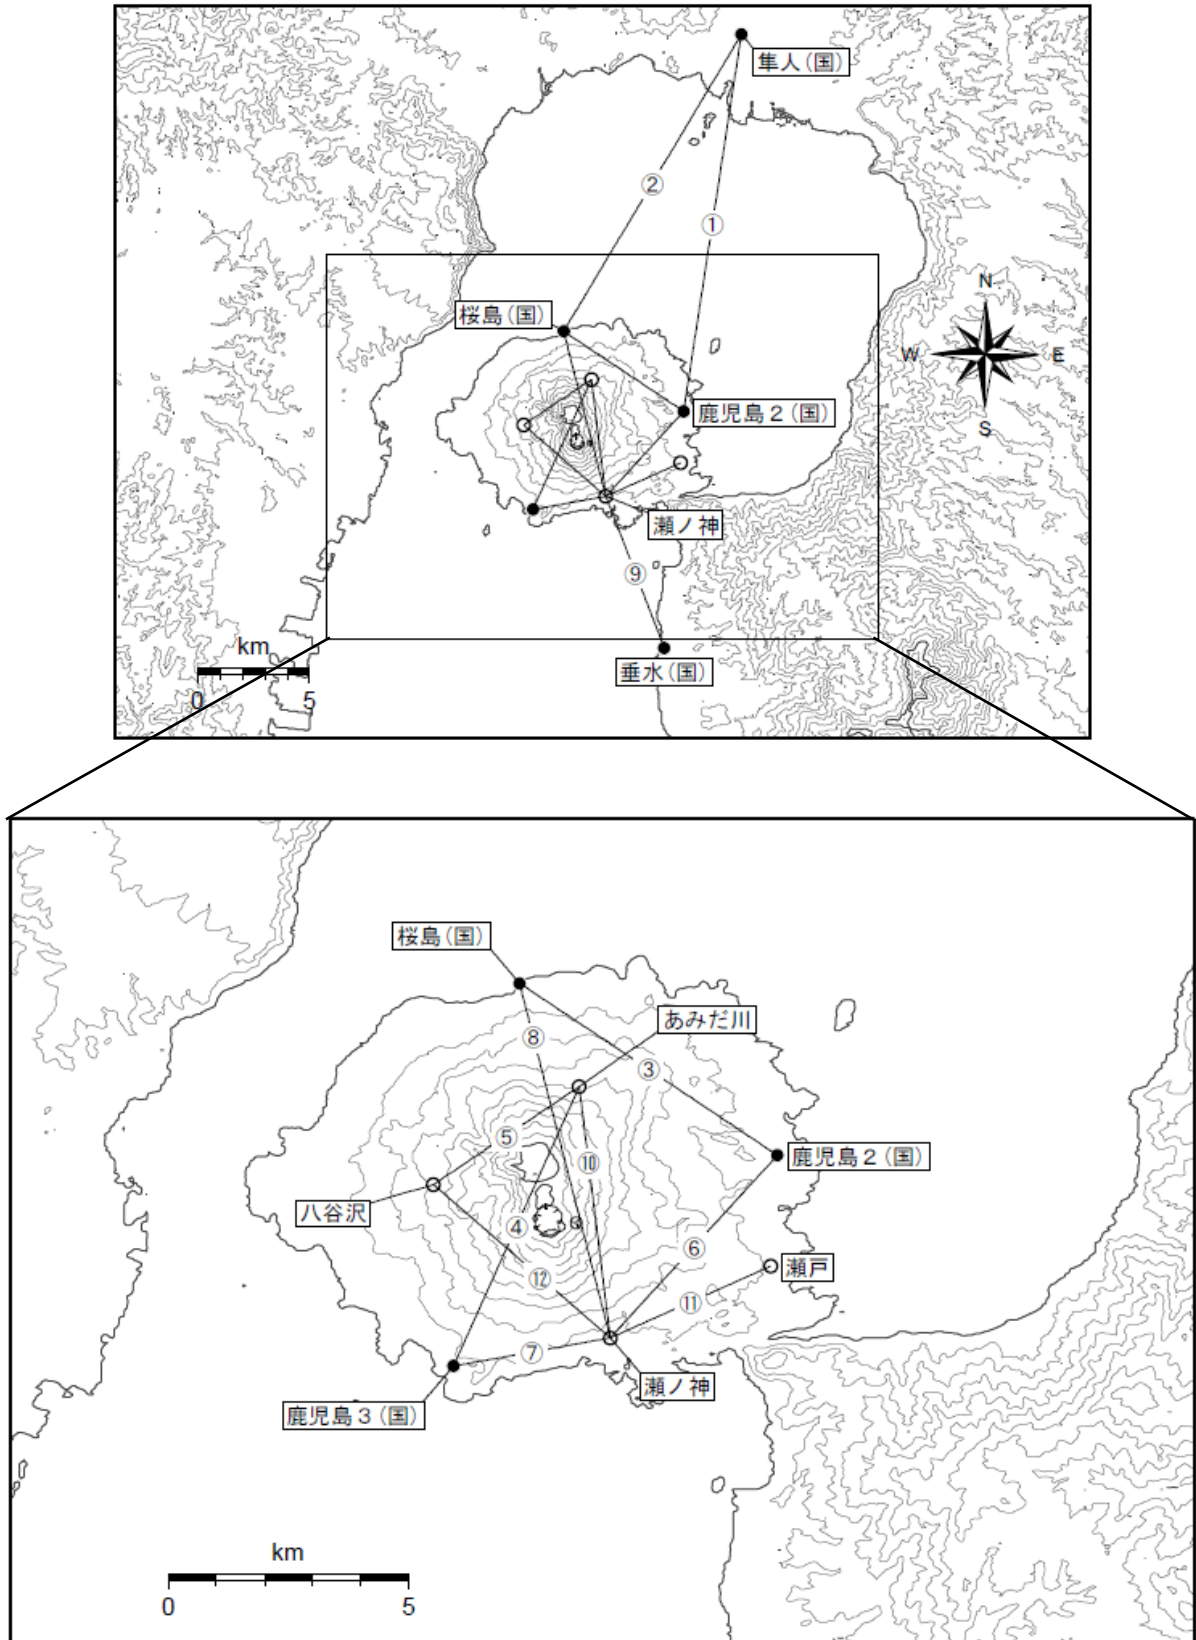 隼人(国)
②
①
N
桜島(国)
W
E
鹿児島2(国)
S
瀬ノ神
⑨
km
垂水(国)
0 5
桜島(国)
あみだ川
⑧
③
⑤
鹿児島2(国)
⑩
八谷沢
④
⑥
瀬戸
⑫
⑪
⑦
瀬ノ神
鹿児島3(国)
km
0 5